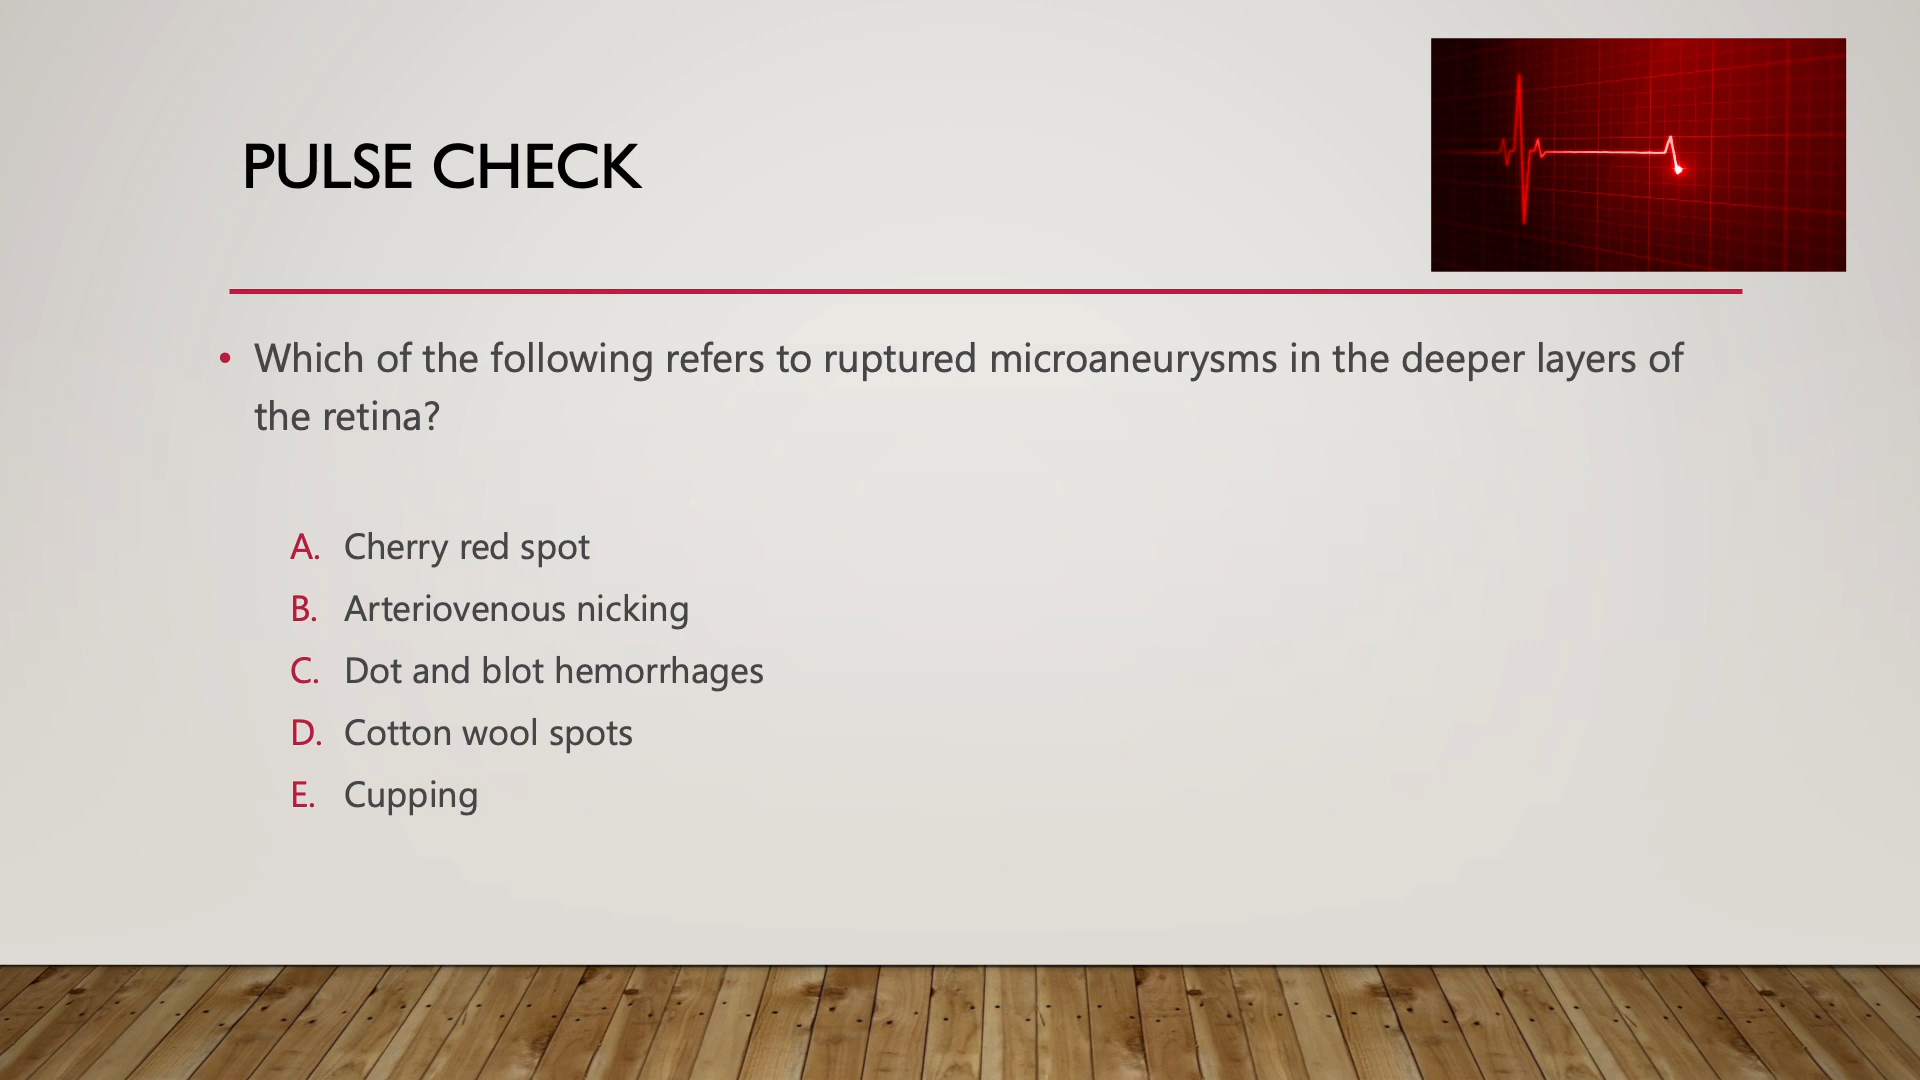 PULSE CHECK
• Which of the following refers to ruptured microaneurysms in the deeper layers of
the retina?
A. Cherry red spot
B. Arteriovenous nicking
C. Dot and blot hemorrhages
D. Cotton wool spots
E. Cupping